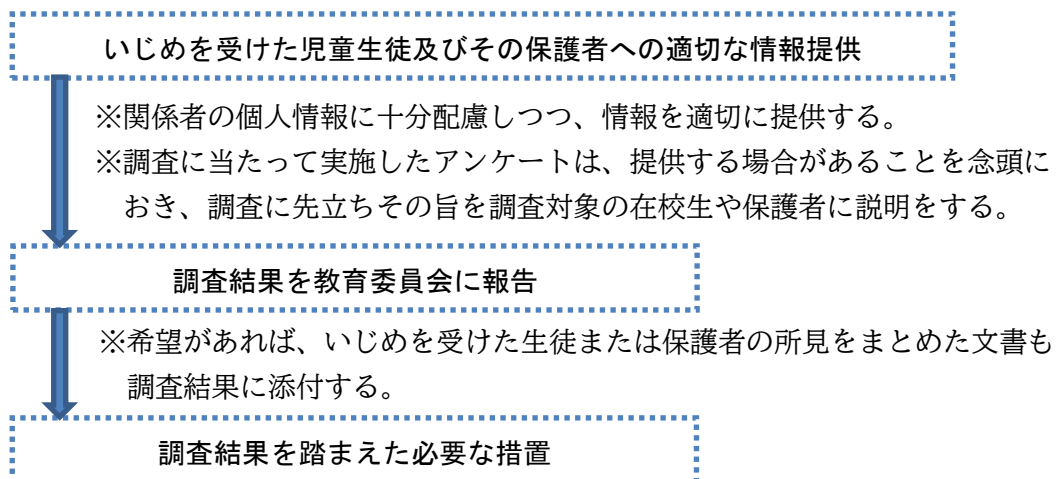 いじめを受けた児童生徒及びその保護者への適切な情報提供
※関係者の個人情報に十分配慮しつつ、情報を適切に提供する。
※調査に当たって実施したアンケートは、提供する場合があることを念頭に
おき、調査に先立ちその旨を調査対象の在校生や保護者に説明をする。
調査結果を教育委員会に報告
※希望があれば、いじめを受けた生徒または保護者の所見をまとめた文書も
調査結果に添付する。
調査結果を踏まえた必要な措置